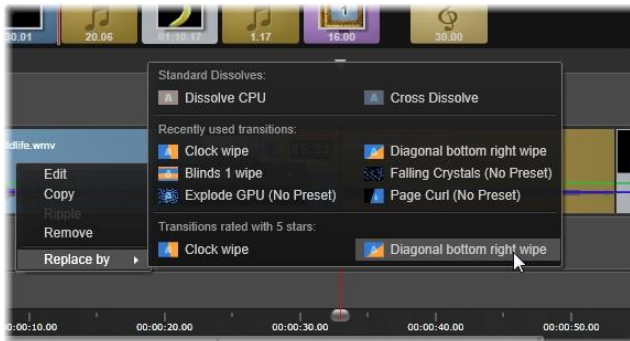 30.01 20.06 01:10.17 1.17 16.00 30.00
Standard Dissolves:
Dissolve CPU Cross Dissolve
Recently used transitions:
Clock wipe Diagonal bottom right wipe
Blinds 1 wipe Falling Crystals (No Preset)
Explode GPU (No Preset) Page Curl (No Preset)
Transitions rated with 5 stars:
Clock wipe Diagonal bottom right wipe
ldlife.wmv
Edit
Copy
Ripple
Remove
Replace by
0:00:10.00 00:00:20.00 00:00:30.00 00:00:40.00 00:00:50.00